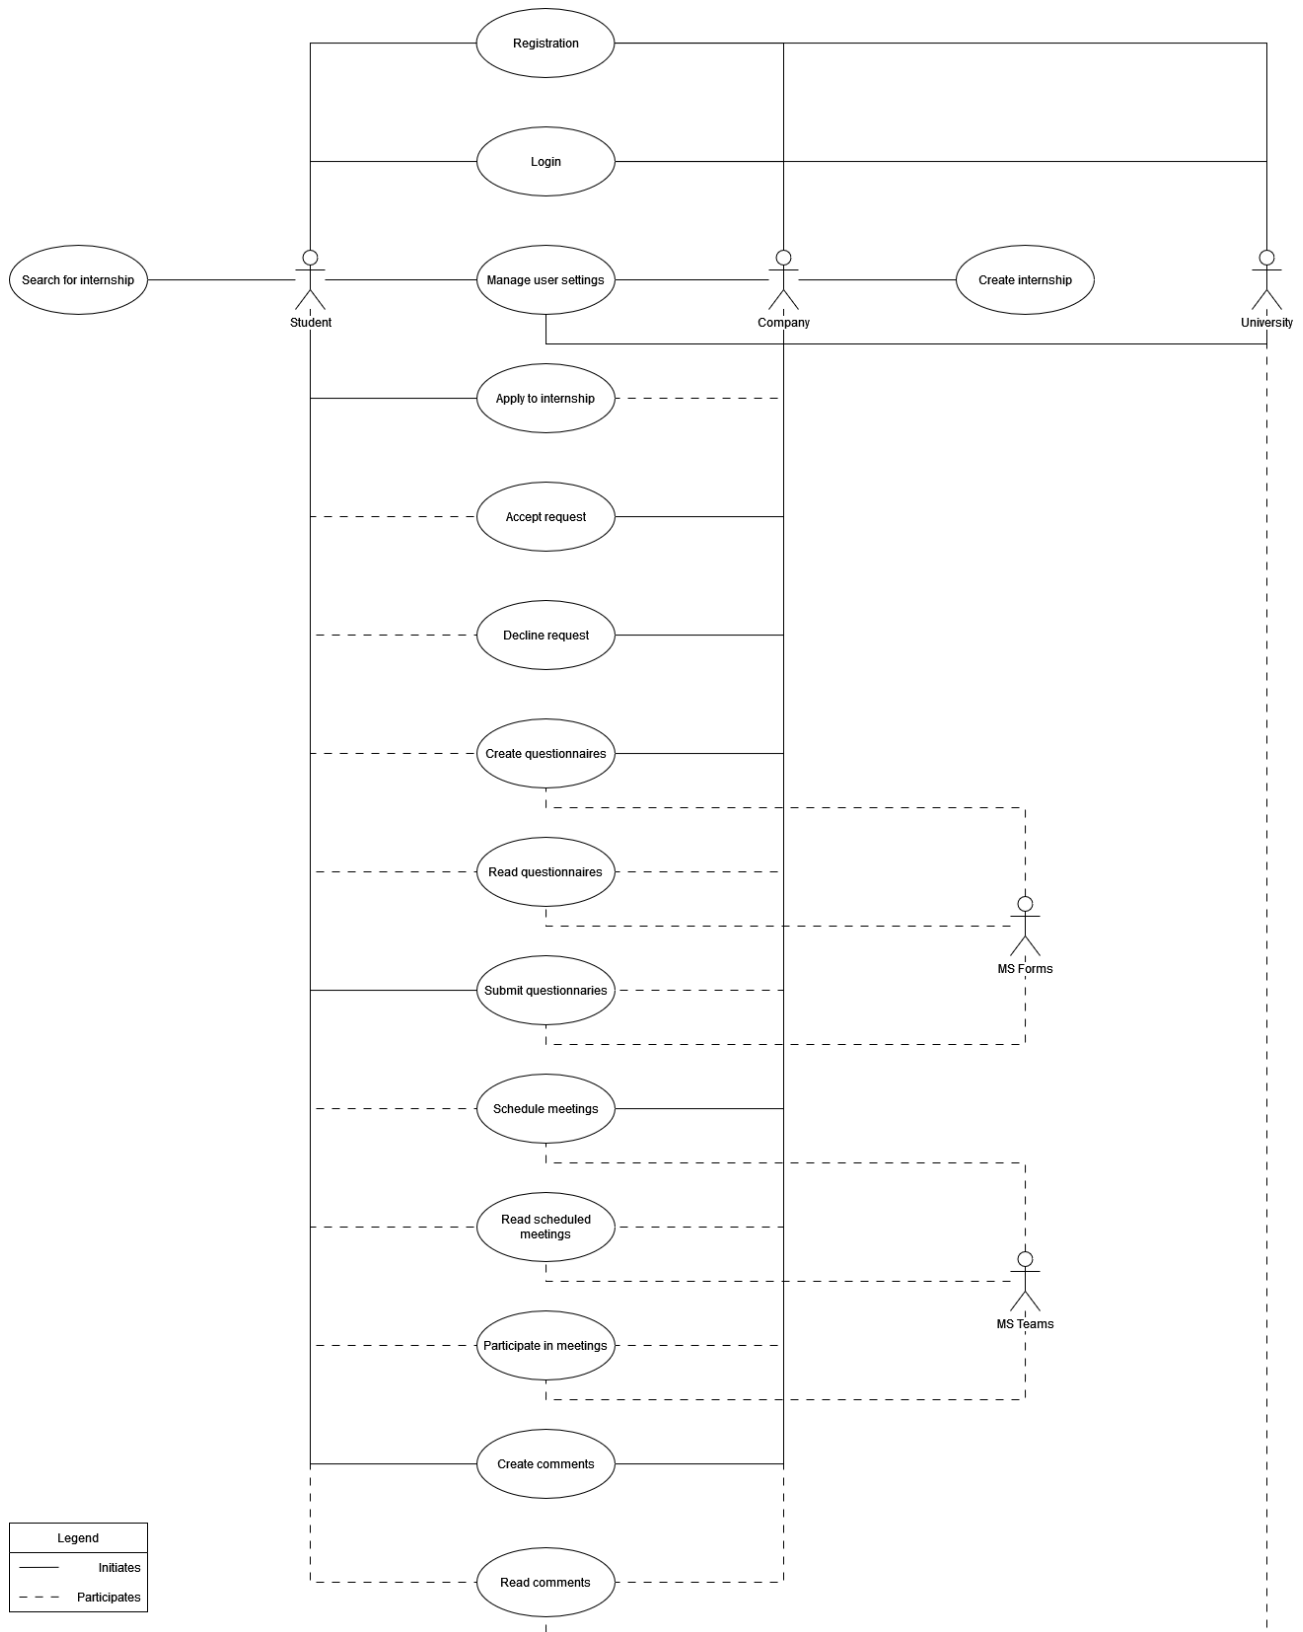 Registration
Login
Search for internship
Manage user settings
Create internship
Student
Company
University
Apply to internship
Accept request
Decline request
Create questionnaires
Read questionnaires
MS Forms
Submit questionnaries
Schedule meetings
Read scheduled
meetings
MS Teams
Participate in meetings
Create comments
Legend
Initiates
Participates
Read comments